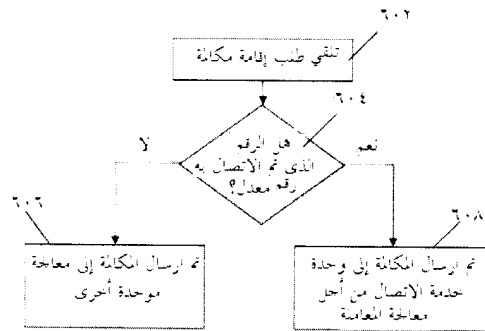 ٦٠٢
تلقي طلب إقامة مكالمة
٦٠٤
هل الرقم
الذى تم الاتصال به
رقم معدل؟
لا
نعم
٦٠٦
٦٠٨
تم ارسال المكالمة إلى معالجة
موحدة أخرى
تم ارسال المكالمة إلى وحدة
خدمة الاتصال من أجل
معالجة المعاملة